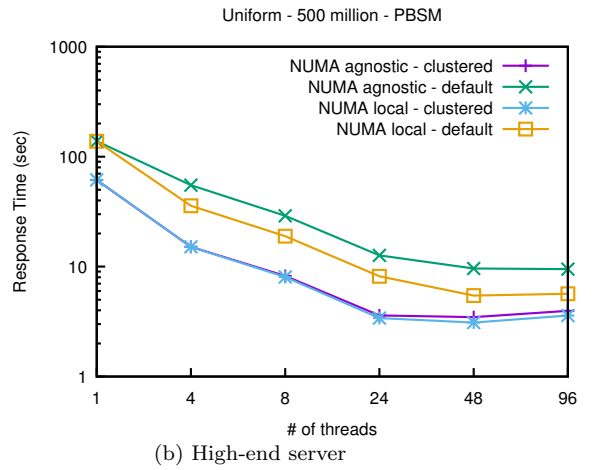 Uniform - 500 million - PBSM
1000
100
10
1
Response Time (sec)
NUMA agnostic - clustered
NUMA agnostic - default
NUMA local - clustered
NUMA local - default
1 4 8 24 48 96
# of threads
(b) High-end server